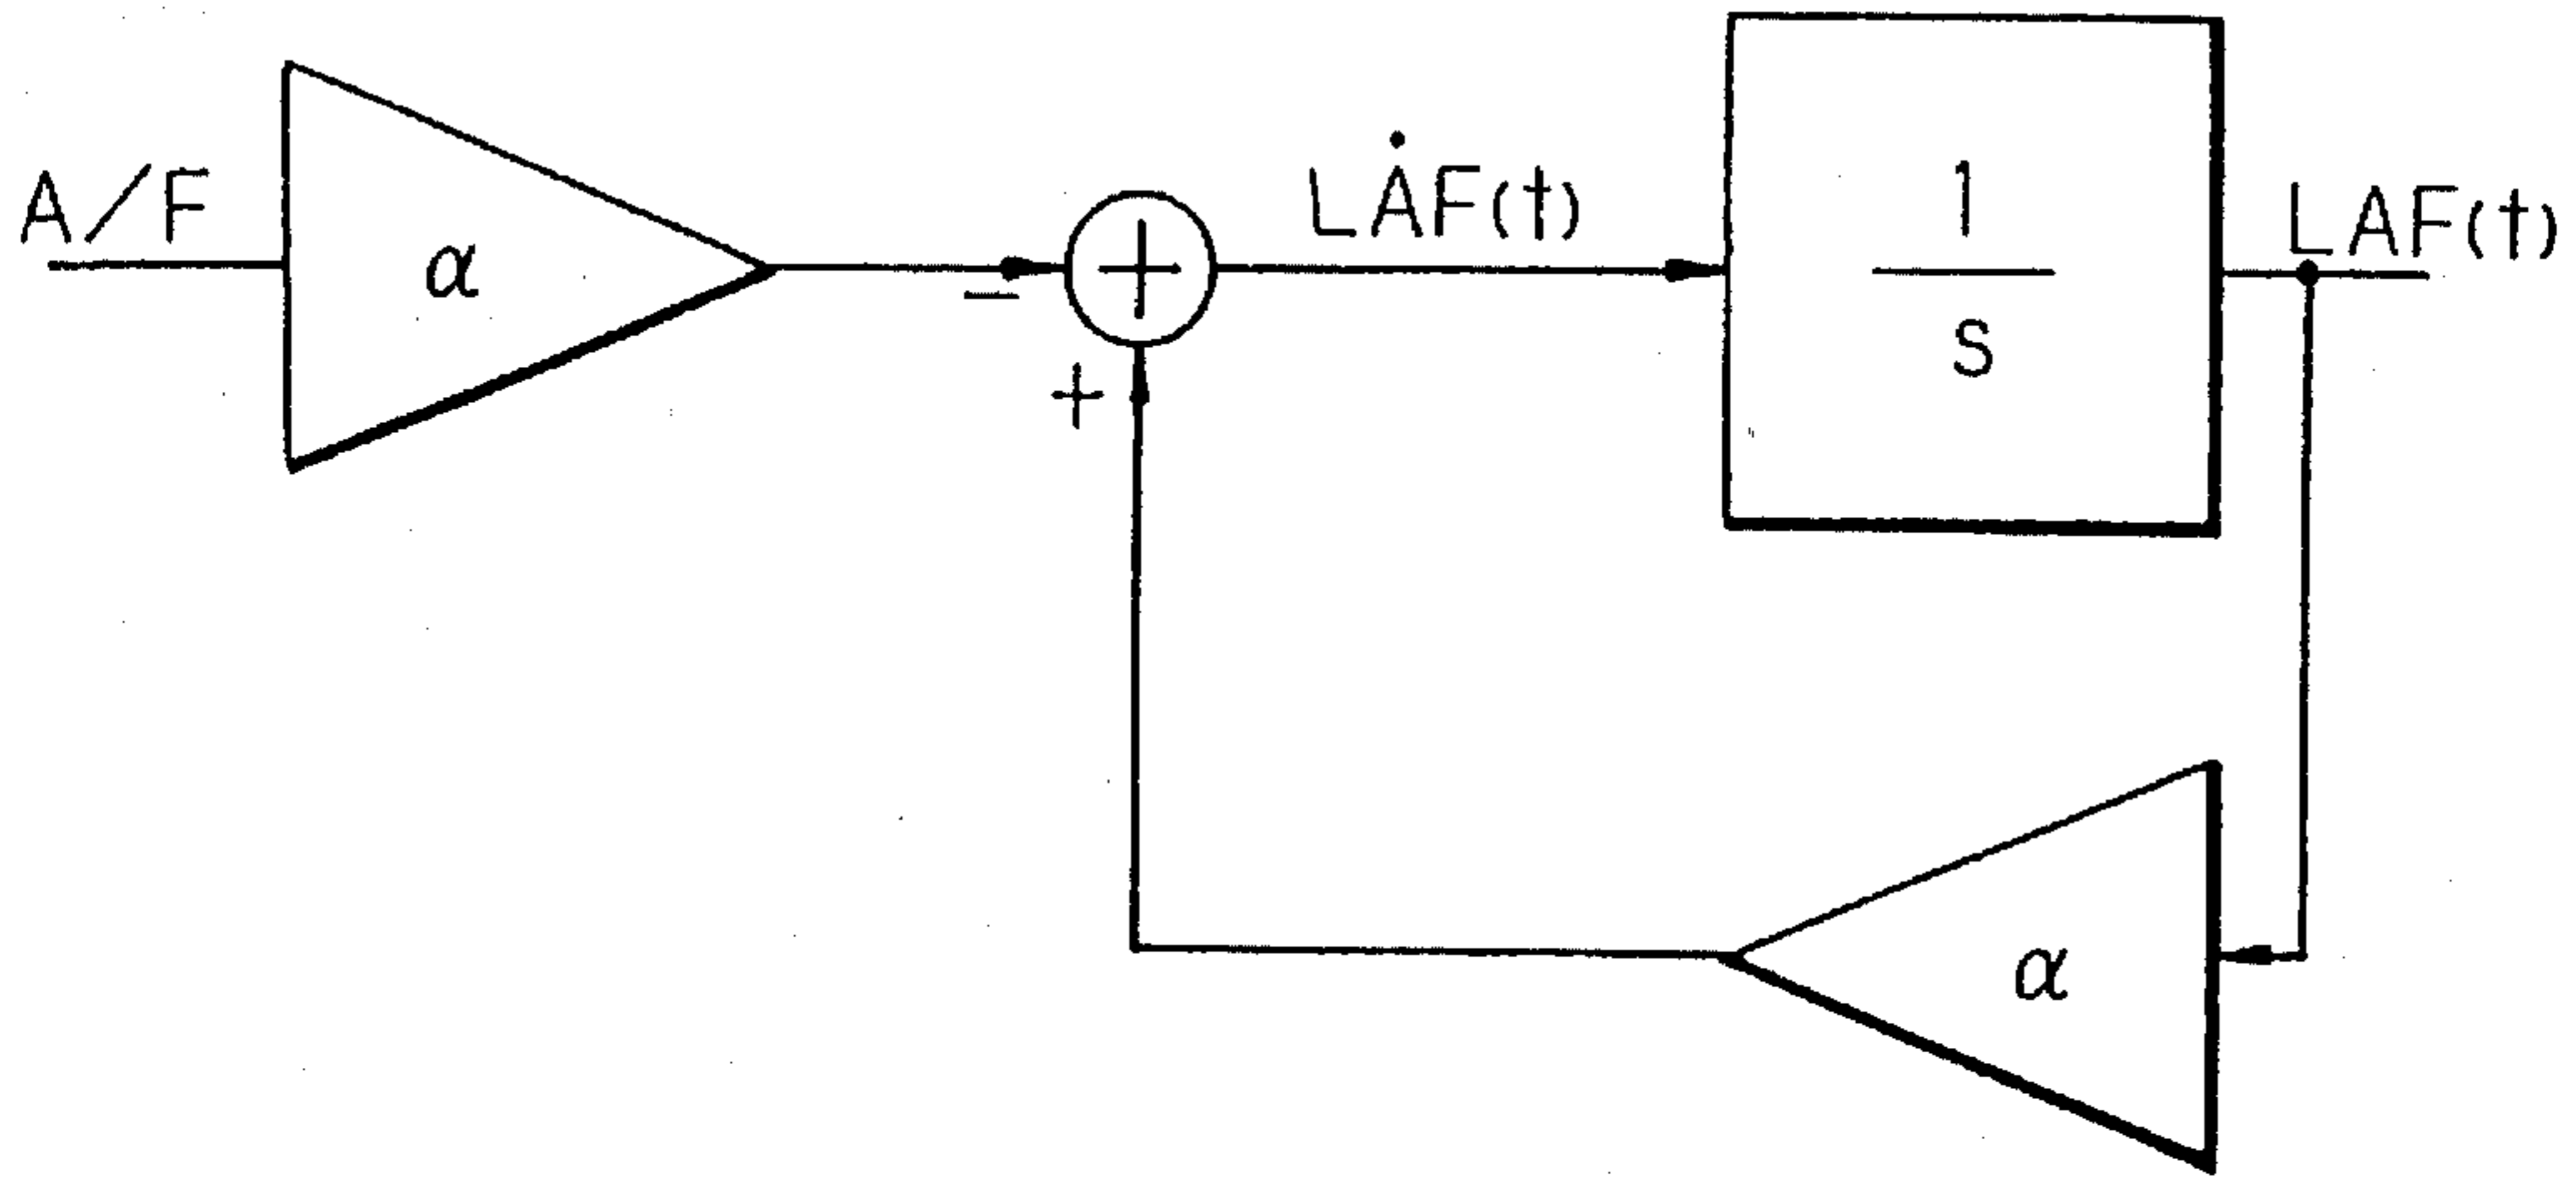 A/F
α
−
+
+
LȦF(t)
1
s
LAF(t)
α